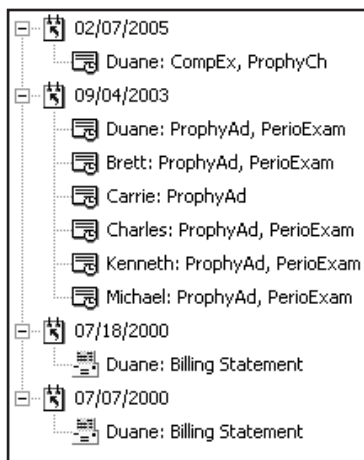 02/07/2005
Duane: CompEx, ProphyCh
09/04/2003
Duane: ProphyAd, PerioExam
Brett: ProphyAd, PerioExam
Carrie: ProphyAd
Charles: ProphyAd, PerioExam
Kenneth: ProphyAd, PerioExam
Michael: ProphyAd, PerioExam
07/18/2000
Duane: Billing Statement
07/07/2000
Duane: Billing Statement